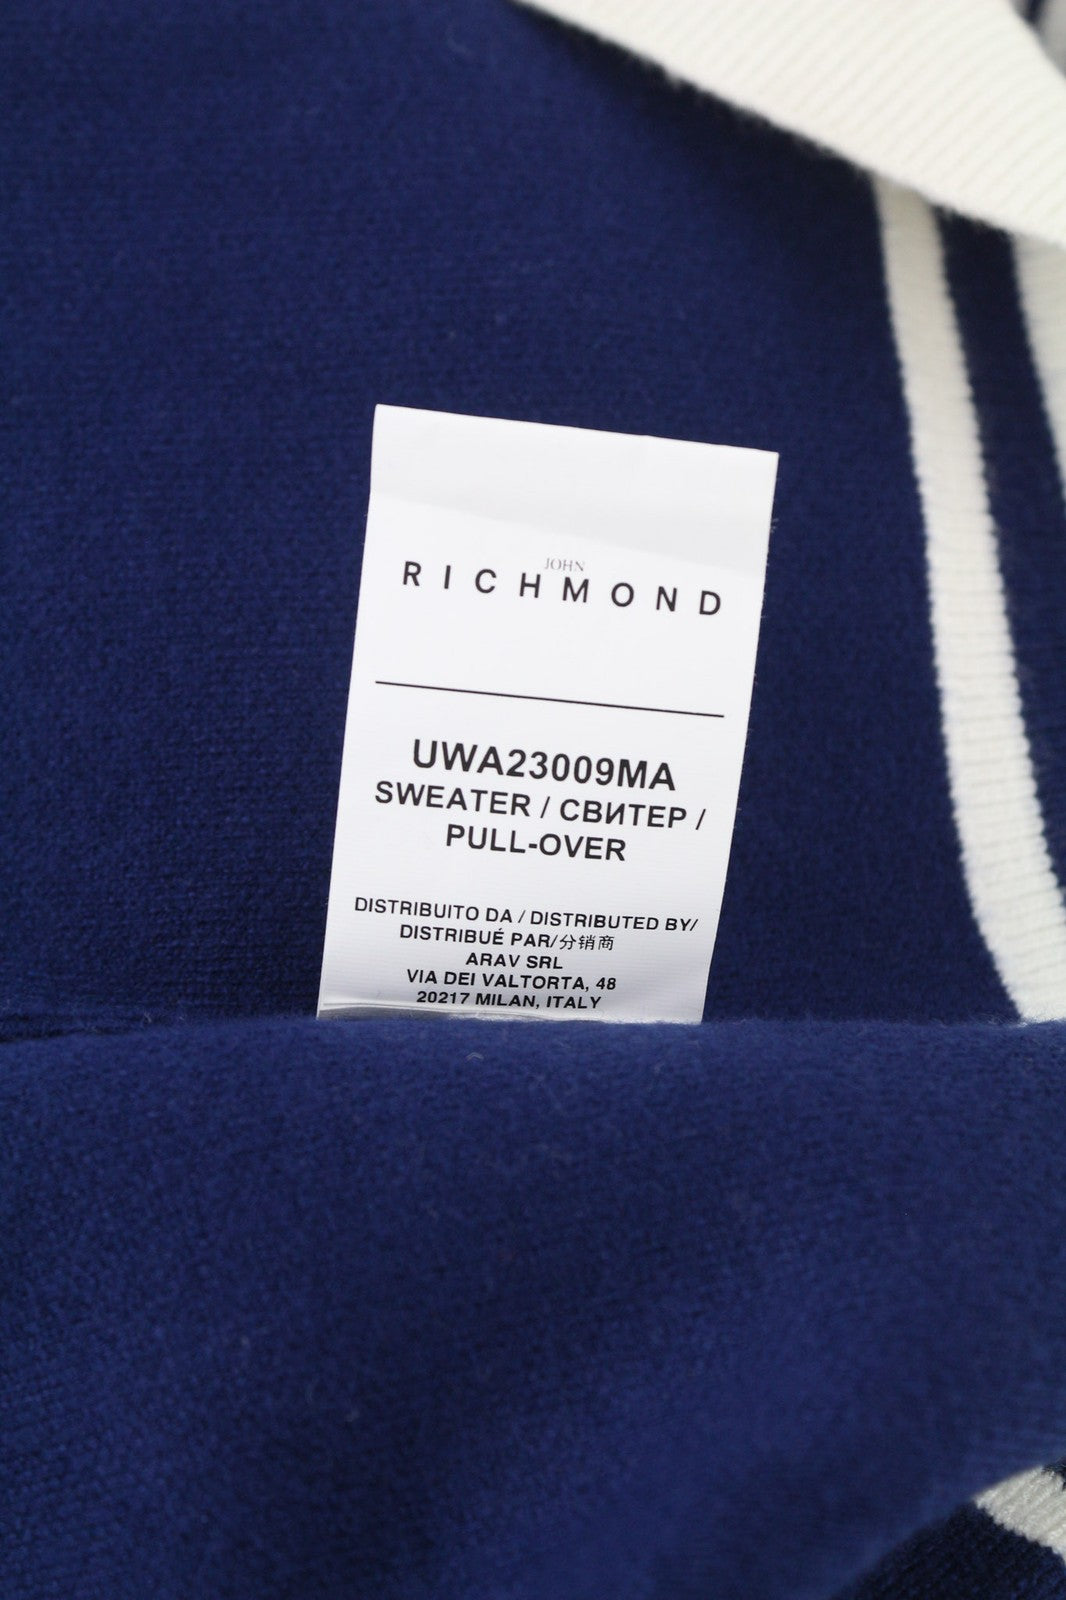 JOHN
RICHMOND
UWA23009MA
SWEATER / СВИТЕР /
PULL-OVER
DISTRIBUITO DA / DISTRIBUTED BY/
DISTRIBUÉ PAR/分销商
ARAV SRL
VIA DEI VALTORTA, 48
20217 MILAN, ITALY